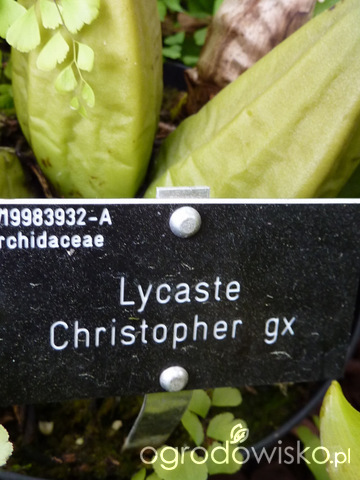 19983932-A
rchidaceae
Lycaste
Christopher gx
ogrodowisko.pl